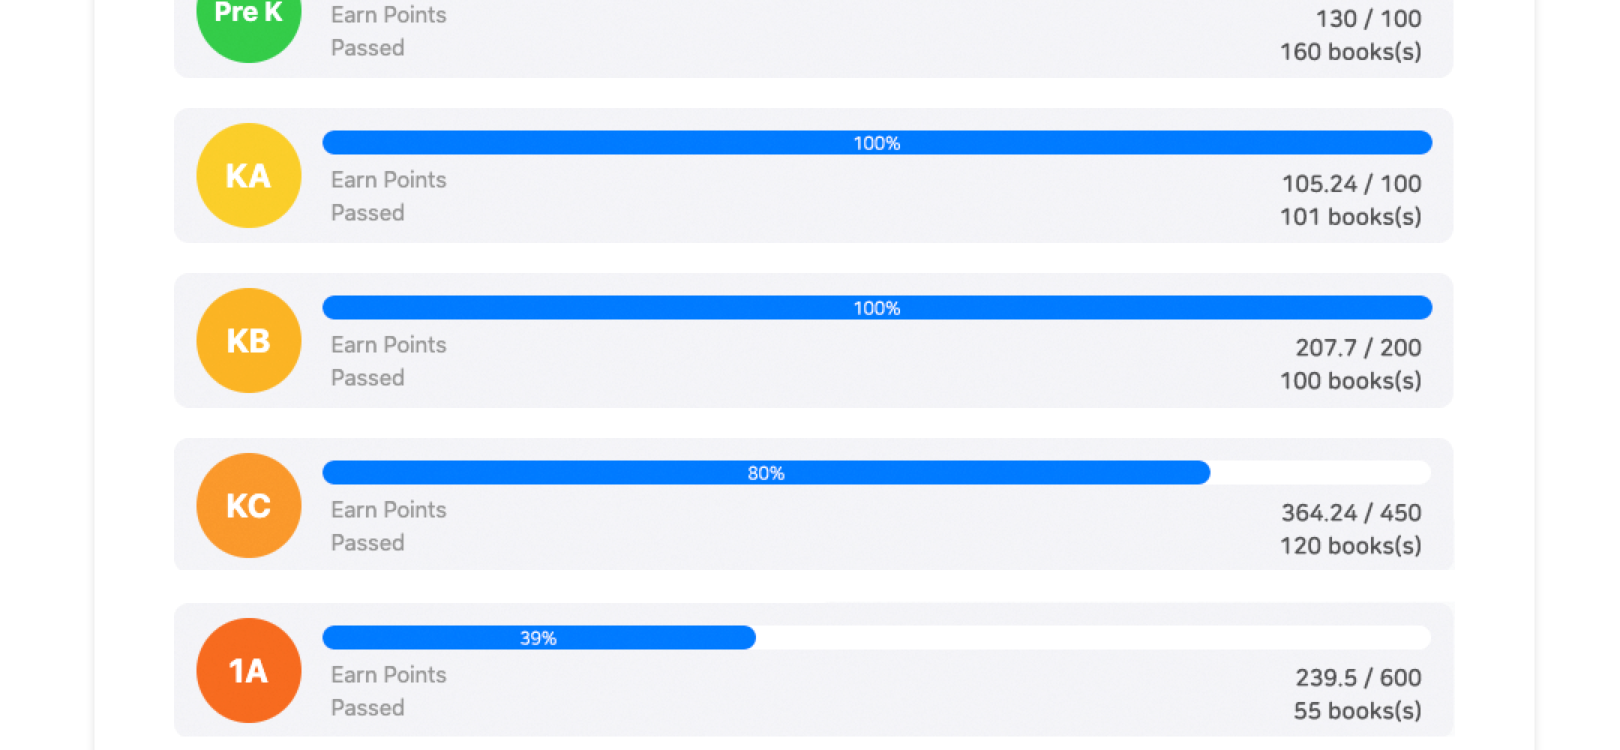 Pre K
Earn Points 130 / 100
Passed 160 books(s)
100%
KA
Earn Points 105.24 / 100
Passed 101 books(s)
100%
KB
Earn Points 207.7 / 200
Passed 100 books(s)
80%
KC
Earn Points 364.24 / 450
Passed 120 books(s)
39%
1A
Earn Points 239.5 / 600
Passed 55 books(s)